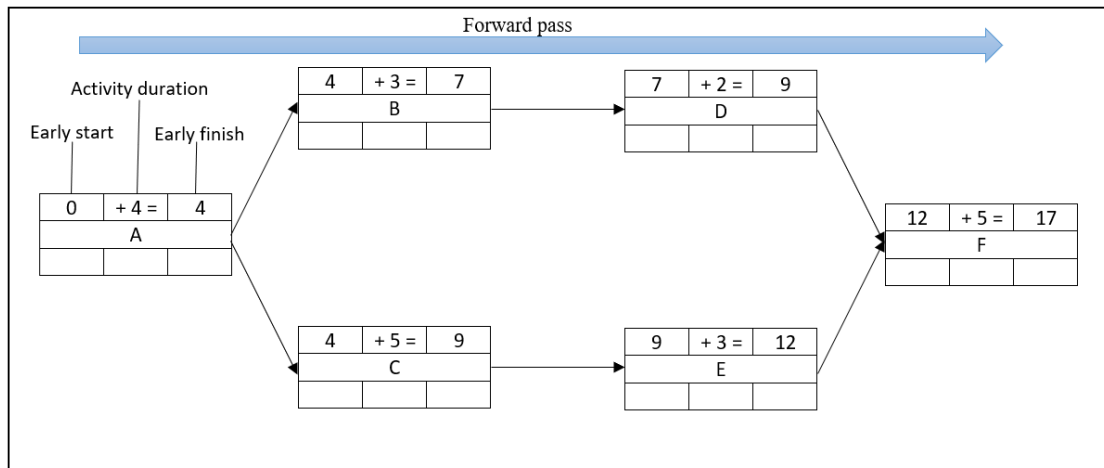 Forward pass
Activity duration
Early start
Early finish
0 + 4 = 4
A
4 + 3 = 7
B
7 + 2 = 9
D
4 + 5 = 9
C
9 + 3 = 12
E
12 + 5 = 17
F